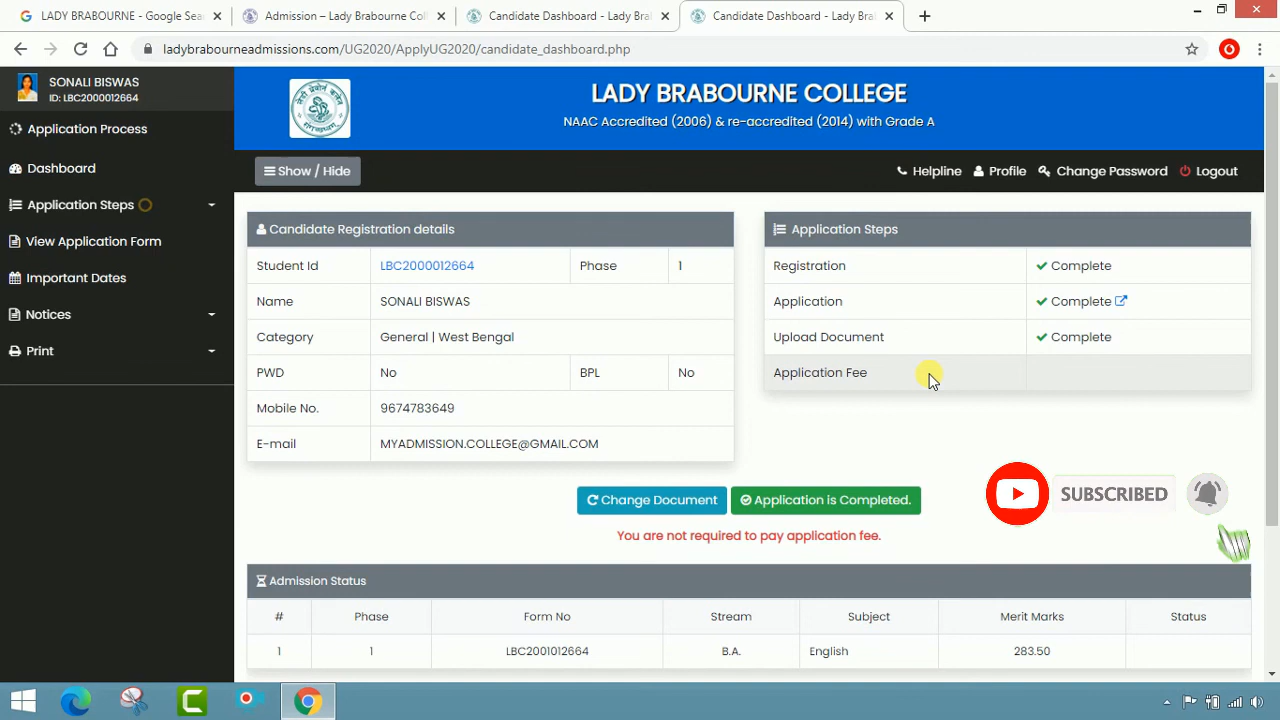 LADY BRABOURNE - Google Sea
Admission – Lady Brabourne Coll
Candidate Dashboard - Lady Bra
Candidate Dashboard - Lady Bra
ladybrabourneadmissions.com/UG2020/ApplyUG2020/candidate_dashboard.php
SONALI BISWAS
ID: LBC2000012664
Application Process
Dashboard
Application Steps
View Application Form
Important Dates
Notices
Print
LADY BRABOURNE COLLEGE
NAAC Accredited (2006) & re-accredited (2014) with Grade A
Show / Hide
Helpline Profile Change Password Logout
Candidate Registration details
Student Id LBC2000012664 Phase 1
Name SONALI BISWAS
Category General | West Bengal
PWD No BPL No
Mobile No. 9674783649
E-mail MYADMISSION.COLLEGE@GMAIL.COM
Application Steps
Registration Complete
Application Complete
Upload Document Complete
Application Fee
Change Document Application is Completed.
You are not required to pay application fee.
SUBSCRIBED
Admission Status
# Phase Form No Stream Subject Merit Marks Status
1 1 LBC2001012664 B.A. English 283.50